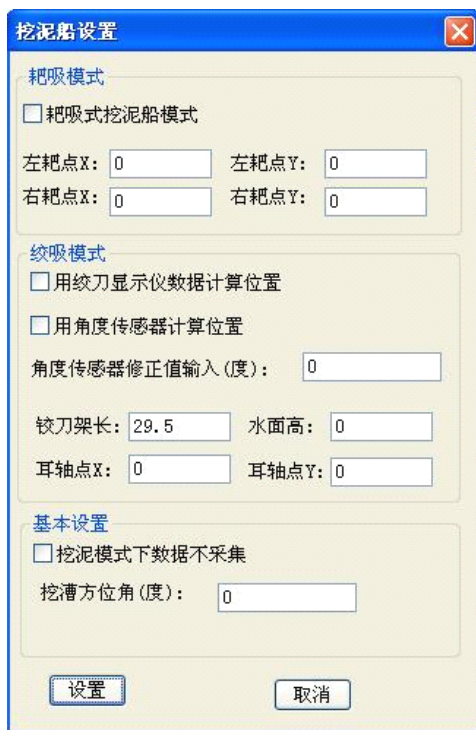 挖泥船设置
耙吸模式
耙吸式挖泥船模式
左耙点X: 0 左耙点Y: 0
右耙点X: 0 右耙点Y: 0
绞吸模式
用绞刀显示仪数据计算位置
用角度传感器计算位置
角度传感器修正值输入(度): 0
铰刀架长: 29.5 水面高: 0
耳轴点X: 0 耳轴点Y: 0
基本设置
挖泥模式下数据不采集
挖漕方位角(度): 0
设置 取消